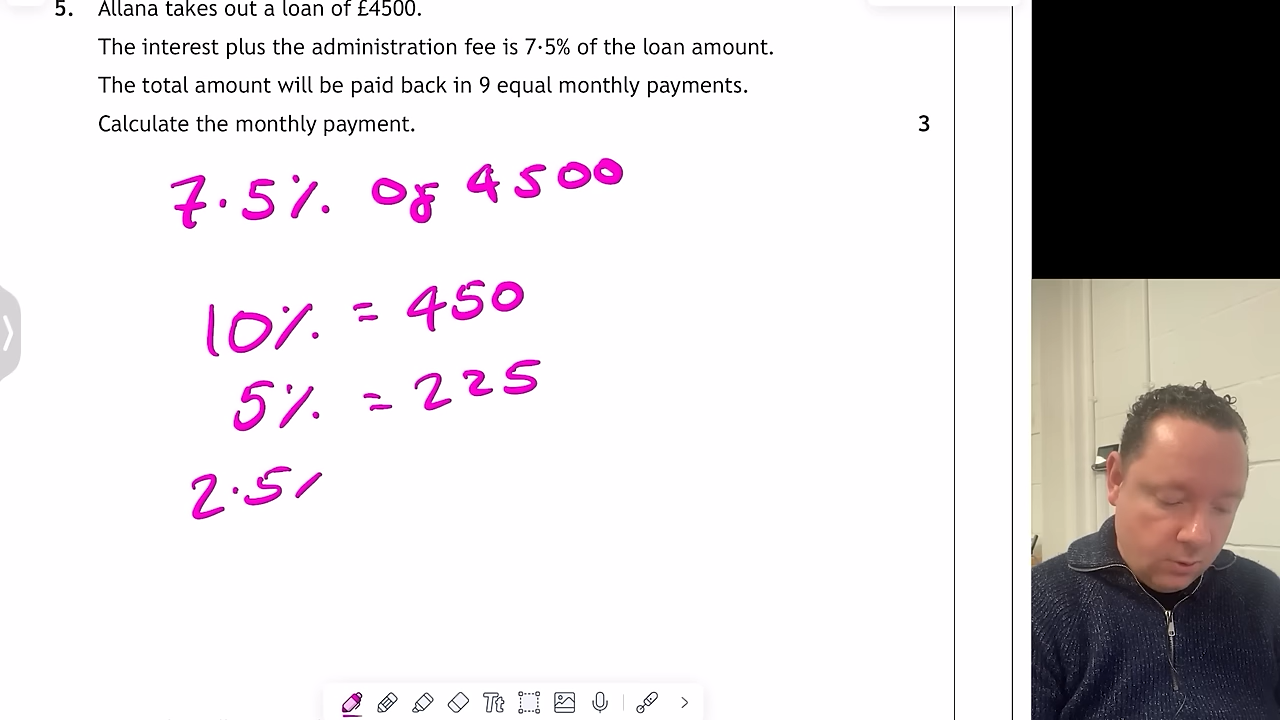 5. Allana takes out a loan of £4500.
The interest plus the administration fee is 7·5% of the loan amount.
The total amount will be paid back in 9 equal monthly payments.
Calculate the monthly payment. 3
7.5% Of 4500
10% = 450
5% = 225
2.5/
Tt